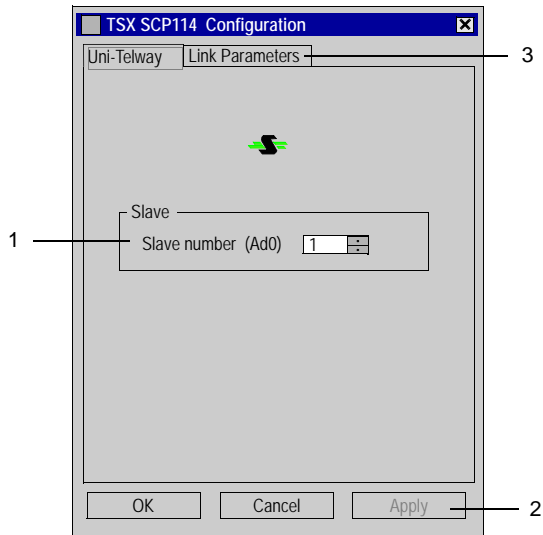 TSX SCP114 Configuration
Uni-Telway Link Parameters 3
Slave
1 Slave number (Ad0) 1
OK Cancel Apply 2